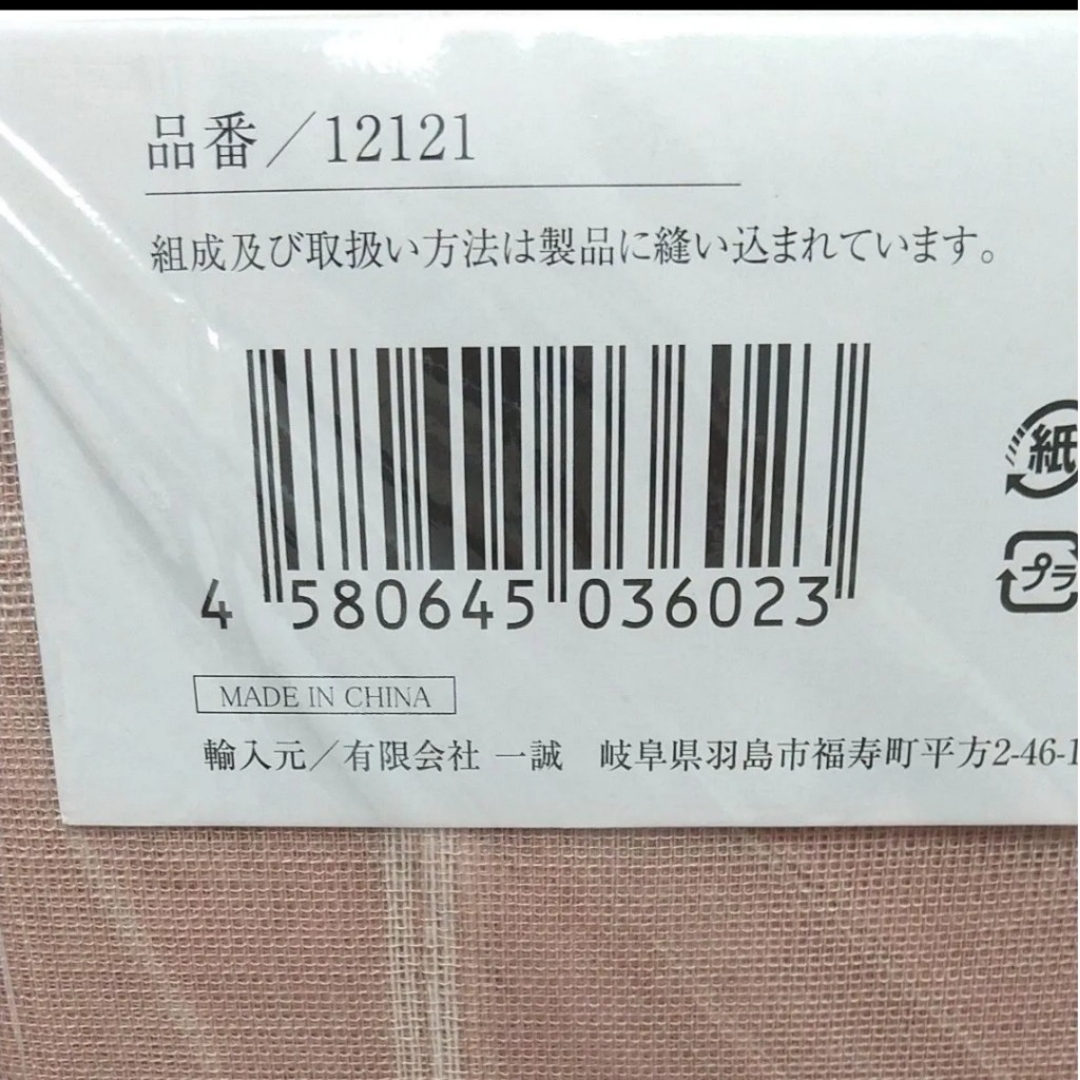 品番／12121
組成及び取扱い方法は製品に縫い込まれています。
紙
プラ
4 580645 036023
MADE IN CHINA
輸入元／有限会社 一誠 岐阜県羽島市福寿町平方2-46-1